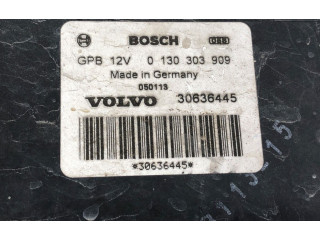 BOSCH
GPB 12V 0 130 303 909
Made in Germany
050113
VOLVO 30636445
*30636445*